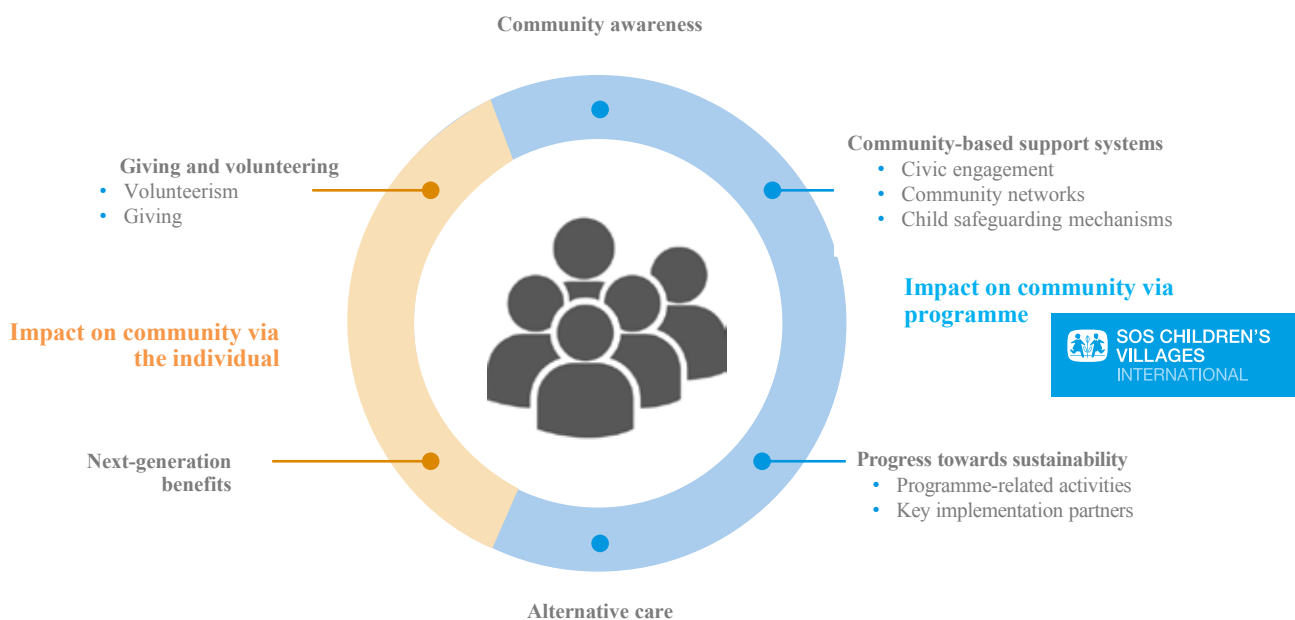 Community awareness
Giving and volunteering
• Volunteerism
• Giving
Community-based support systems
• Civic engagement
• Community networks
• Child safeguarding mechanisms
Impact on community via
the individual
Impact on community via
programme
SOS CHILDREN'S
VILLAGES
INTERNATIONAL
Next-generation
benefits
Progress towards sustainability
• Programme-related activities
• Key implementation partners
Alternative care